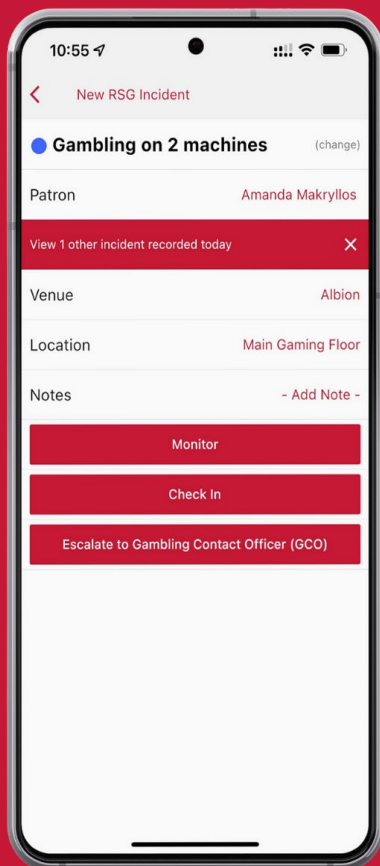 10:55
New RSG Incident
Gambling on 2 machines (change)
Patron Amanda Makryllos
View 1 other incident recorded today
Venue Albion
Location Main Gaming Floor
Notes - Add Note -
Monitor
Check In
Escalate to Gambling Contact Officer (GCO)